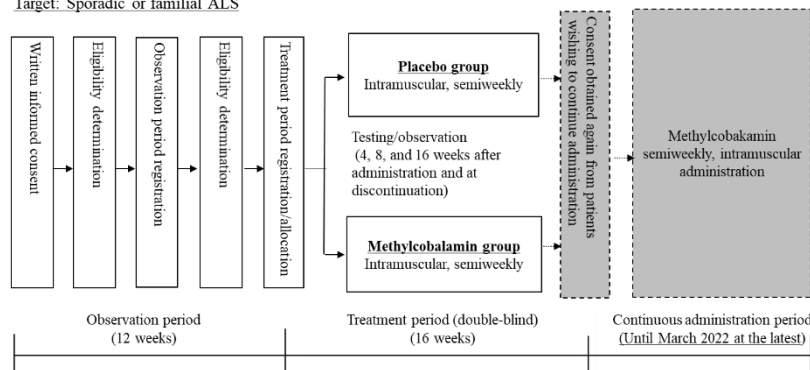 Target: Sporadic or familial ALS
Written informed consent
Eligibility determination
Observation period registration
Eligibility determination
Treatment period
registration/allocation
Placebo group
Intramuscular, semiweekly
Testing/observation
(4, 8, and 16 weeks after
administration and at
discontinuation)
Methylcobalamin group
Intramuscular, semiweekly
Consent obtained again from patients
wishing to continue administration
Methylcobakamin
semiweekly, intramuscular
administration
Observation period
(12 weeks)
Treatment period (double-blind)
(16 weeks)
Continuous administration period
(Until March 2022 at the latest)